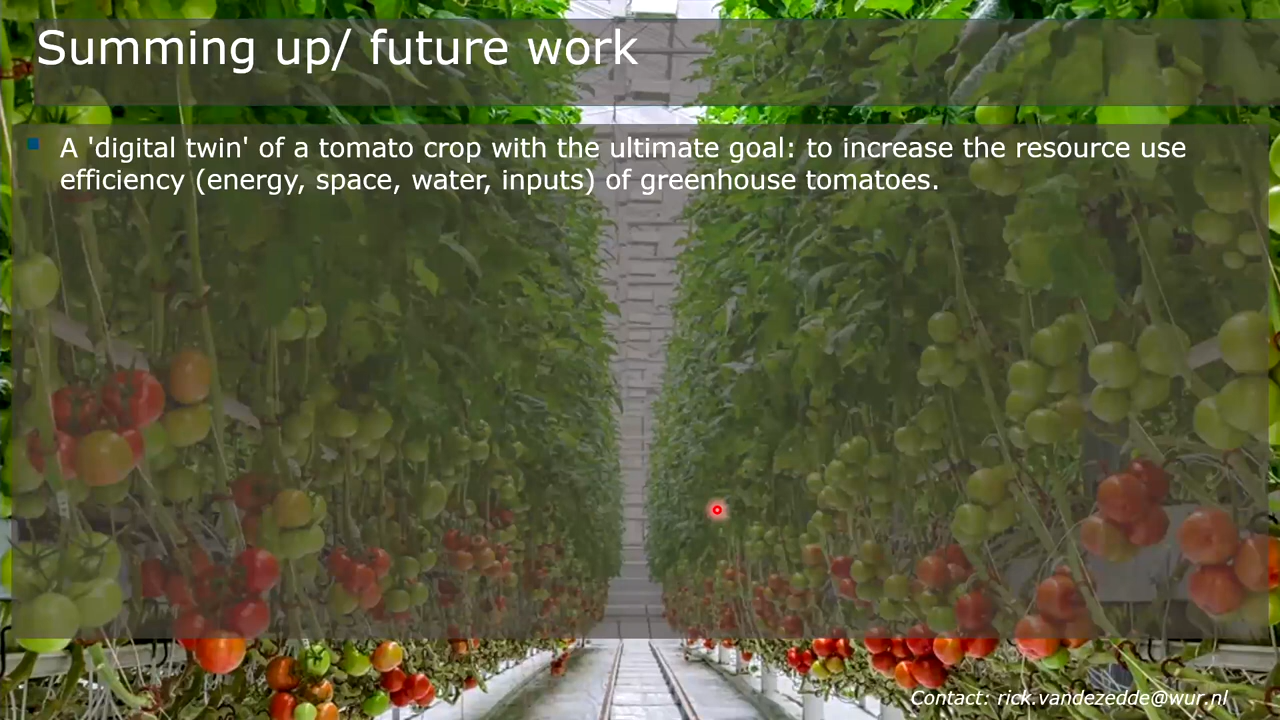 Summing up/ future work
A 'digital twin' of a tomato crop with the ultimate goal: to increase the resource use
efficiency (energy, space, water, inputs) of greenhouse tomatoes.
Contact: rick.vandezedde@wur.nl